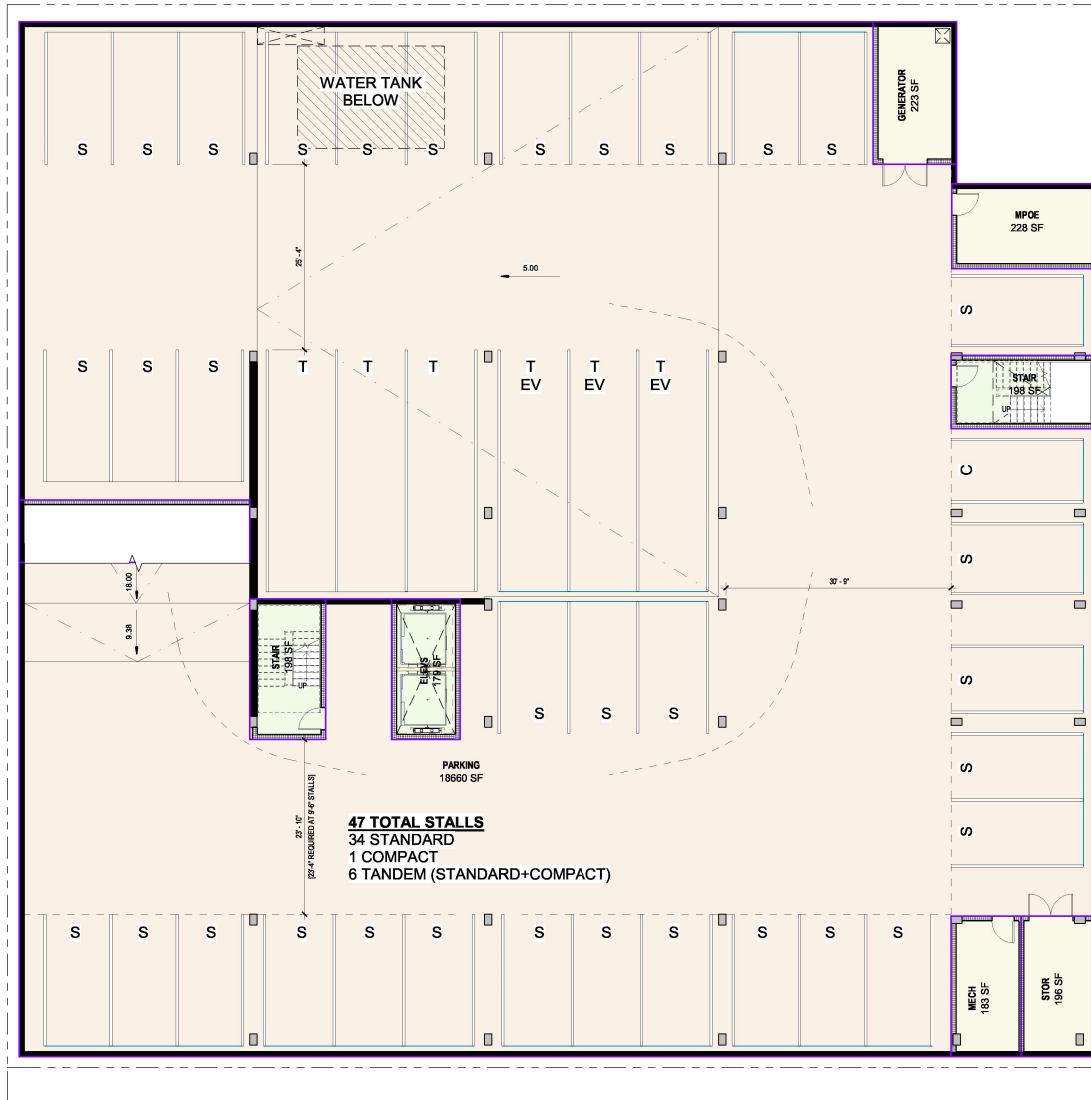 WATER TANK
BELOW
GENERATOR
223 SF
S S S S S S S S S S S
MPOE
228 SF
25' - 4"
5.00
S
S S S T T T T T T
EV EV EV
STAIR
198 SF
UP
C
S
18.00
30' - 9"
9.38
STAIR
198 SF
UP
ELEVS
179 SF
S
S S S
PARKING
18660 SF
S
23' - 10"
[23'-4" REQUIRED AT 9'-6" STALLS]
47 TOTAL STALLS
34 STANDARD
1 COMPACT
6 TANDEM (STANDARD+COMPACT)
S
S S S S S S S S S S S S
MECH
183 SF
STOR
196 SF